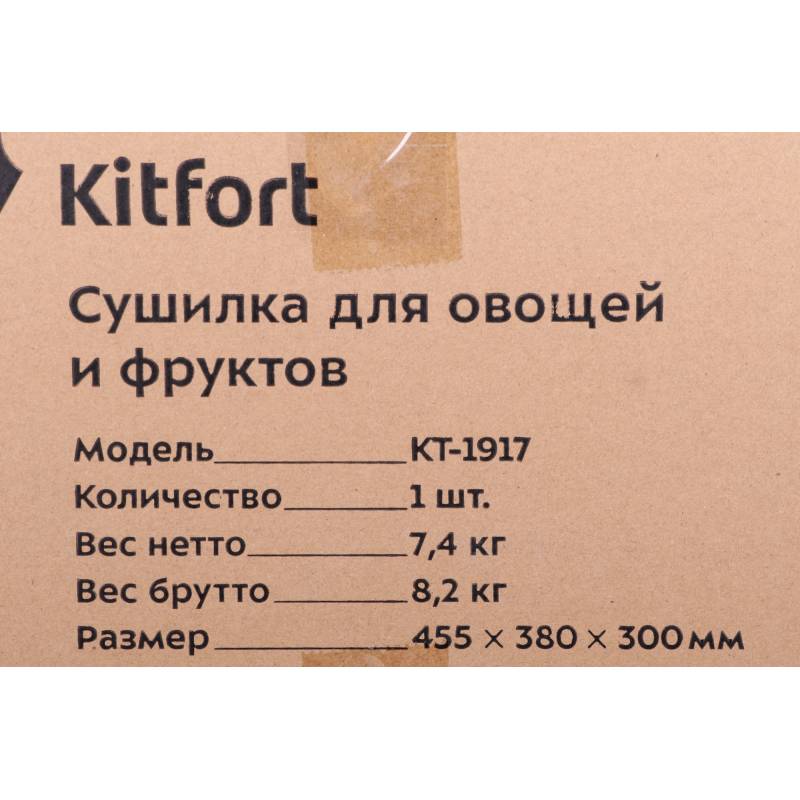 Kitfort
Сушилка для овощей
и фруктов
Модель КТ-1917
Количество 1 шт.
Вес нетто 7,4 кг
Вес брутто 8,2 кг
Размер 455 × 380 × 300 мм